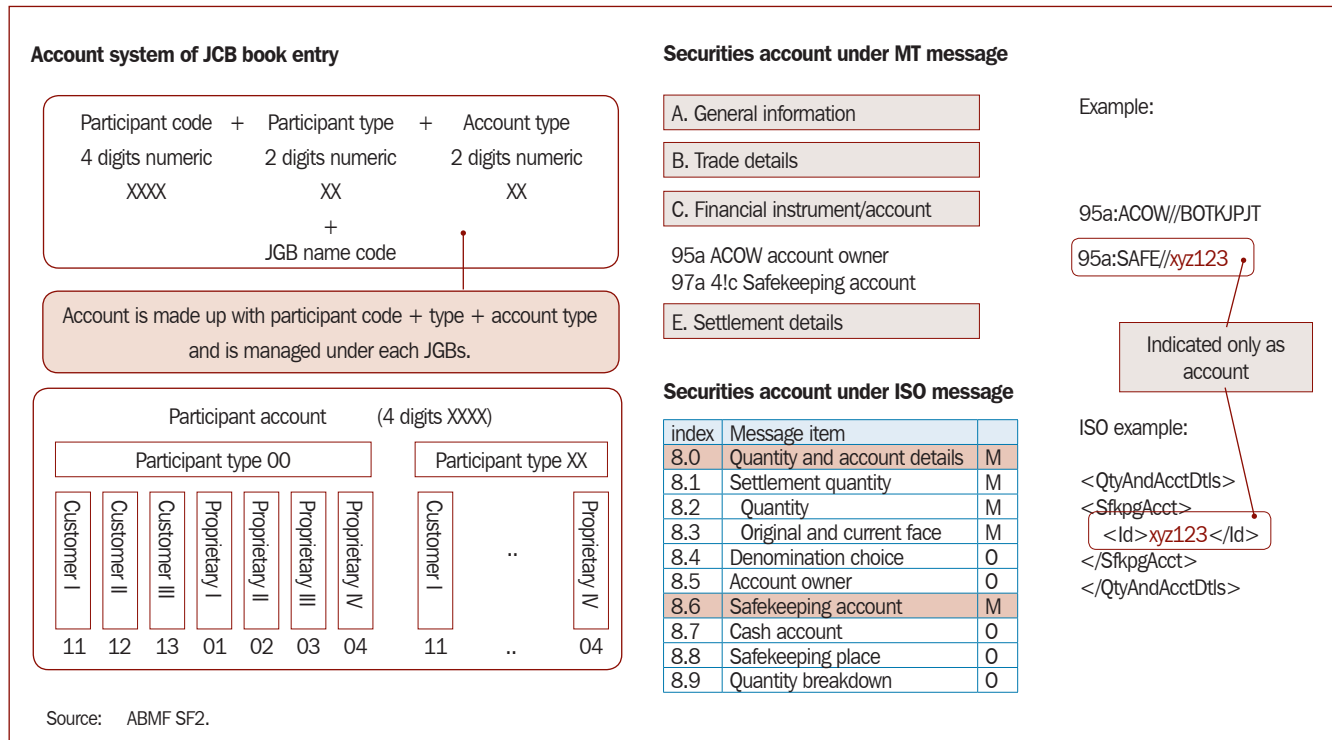 Account system of JCB book entry
Participant code + Participant type + Account type
4 digits numeric 2 digits numeric 2 digits numeric
XXXX XX XX
+
JGB name code
Account is made up with participant code + type + account type
and is managed under each JGBs.
Participant account (4 digits XXXX)
Participant type 00 Participant type XX
Customer I
Customer II
Customer III
Proprietary I
Proprietary II
Proprietary III
Proprietary IV
Customer I
..
Proprietary IV
11 12 13 01 02 03 04 11 .. 04
Securities account under MT message
A. General information
B. Trade details
C. Financial instrument/account
95a ACOW account owner
97a 4!c Safekeeping account
E. Settlement details
Example:
95a:ACOW//BOTKJPJT
95a:SAFE//xyz123
Indicated only as
account
Securities account under ISO message
index Message item
8.0 Quantity and account details M
8.1 Settlement quantity M
8.2 Quantity M
8.3 Original and current face M
8.4 Denomination choice O
8.5 Account owner O
8.6 Safekeeping account M
8.7 Cash account O
8.8 Safekeeping place O
8.9 Quantity breakdown O
ISO example:
<QtyAndAcctDtls>
<SfkpgAcct>
<Id>xyz123</Id>
</SfkpgAcct>
</QtyAndAcctDtls>
Source: ABMF SF2.